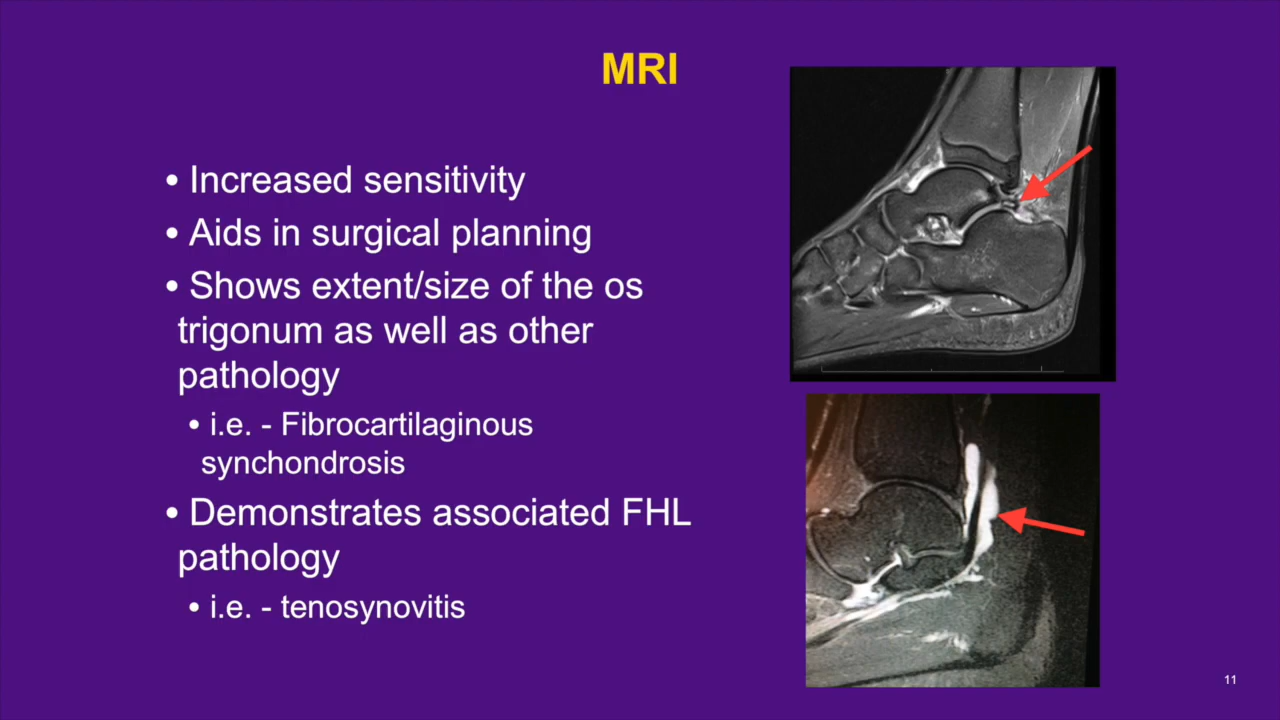 MRI
• Increased sensitivity
• Aids in surgical planning
• Shows extent/size of the os
trigonum as well as other
pathology
• i.e. - Fibrocartilaginous
synchondrosis
• Demonstrates associated FHL
pathology
• i.e. - tenosynovitis
11